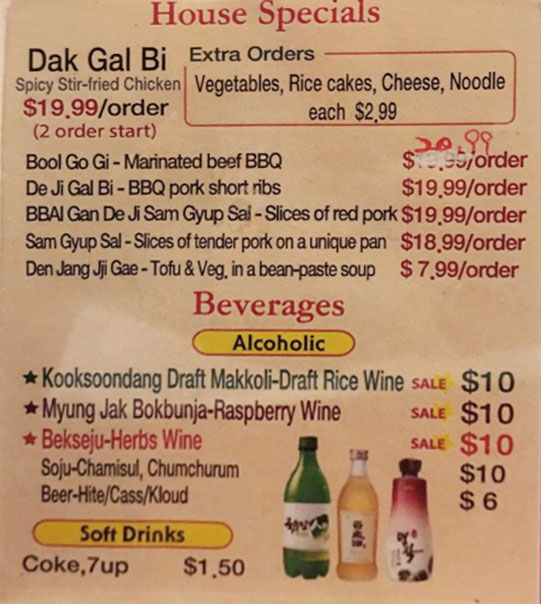 House Specials
Dak Gal Bi
Spicy Stir-fried Chicken
$19.99/order
(2 order start)
Extra Orders
Vegetables, Rice cakes, Cheese, Noodle
each $2.99
20.99
Bool Go Gi - Marinated beef BBQ $19.99/order
De Ji Gal Bi - BBQ pork short ribs $19.99/order
BBAl Gan De Ji Sam Gyup Sal - Slices of red pork $19.99/order
Sam Gyup Sal - Slices of tender pork on a unique pan $18.99/order
Den Jang Jji Gae - Tofu & Veg. in a bean-paste soup $7.99/order
Beverages
Alcoholic
★ Kooksoondang Draft Makkoli-Draft Rice Wine SALE $10
★ Myung Jak Bokbunja-Raspberry Wine SALE $10
★ Bekseju-Herbs Wine SALE $10
Soju-Chamisul, Chumchurum $10
Beer-Hite/Cass/Kloud $6
Soft Drinks
Coke,7up $1.50